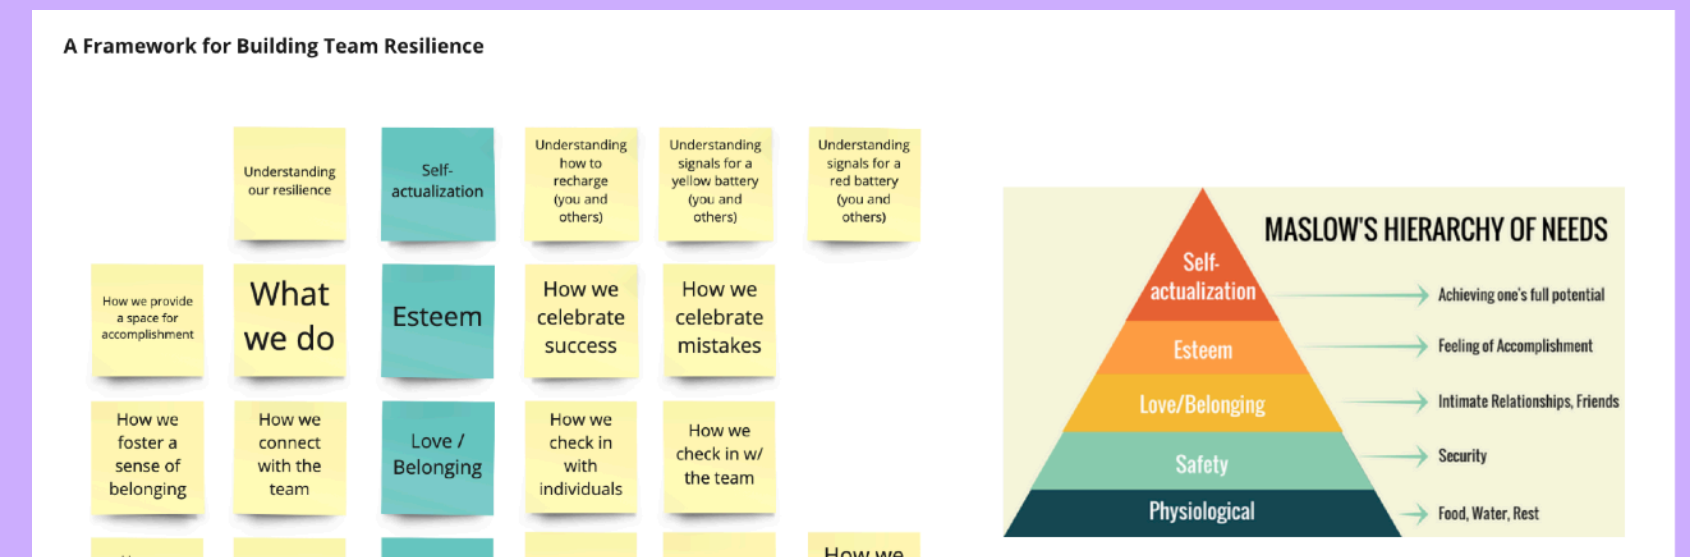 A Framework for Building Team Resilience
Understanding
our resilience
Self-
actualization
Understanding
how to
recharge
(you and
others)
Understanding
signals for a
yellow battery
(you and
others)
Understanding
signals for a
red battery
(you and
others)
How we provide
a space for
accomplishment
What
we do
Esteem
How we
celebrate
success
How we
celebrate
mistakes
How we
foster a
sense of
belonging
How we
connect
with the
team
Love /
Belonging
How we
check in
with
individuals
How we
check in w/
the team
How we
MASLOW'S HIERARCHY OF NEEDS
Self-
actualization
Achieving one's full potential
Esteem
Feeling of Accomplishment
Love/Belonging
Intimate Relationships, Friends
Safety
Security
Physiological
Food, Water, Rest